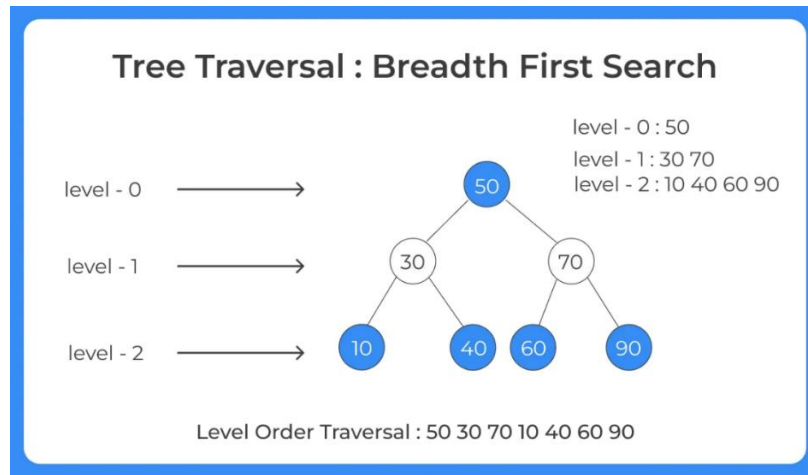 Tree Traversal : Breadth First Search
level - 0 : 50
level - 1 : 30 70
level - 2 : 10 40 60 90
level - 0
50
level - 1
30
70
level - 2
10
40
60
90
Level Order Traversal : 50 30 70 10 40 60 90